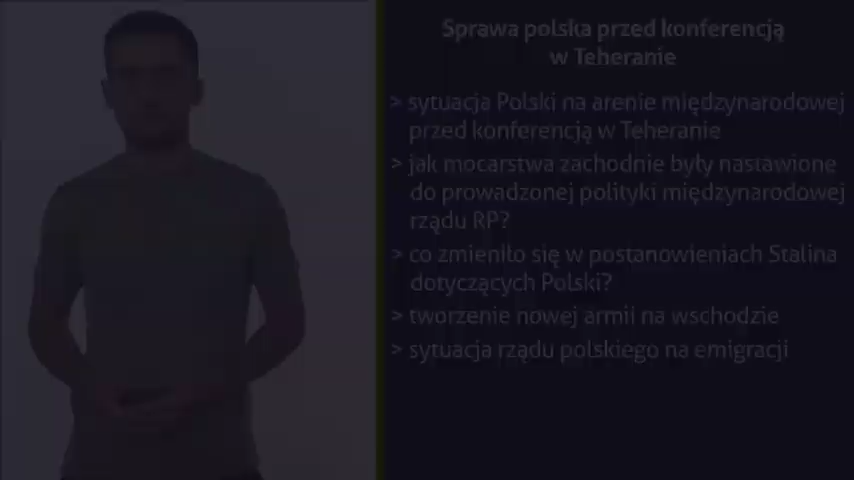 Sprawa polska przed konferencją
w Teheranie
> sytuacja Polski na arenie międzynarodowej
przed konferencją w Teheranie
> jak mocarstwa zachodnie były nastawione
do prowadzonej polityki międzynarodowej
rządu RP?
> co zmieniło się w postanowieniach Stalina
dotyczących Polski?
> tworzenie nowej armii na wschodzie
> sytuacja rządu polskiego na emigracji